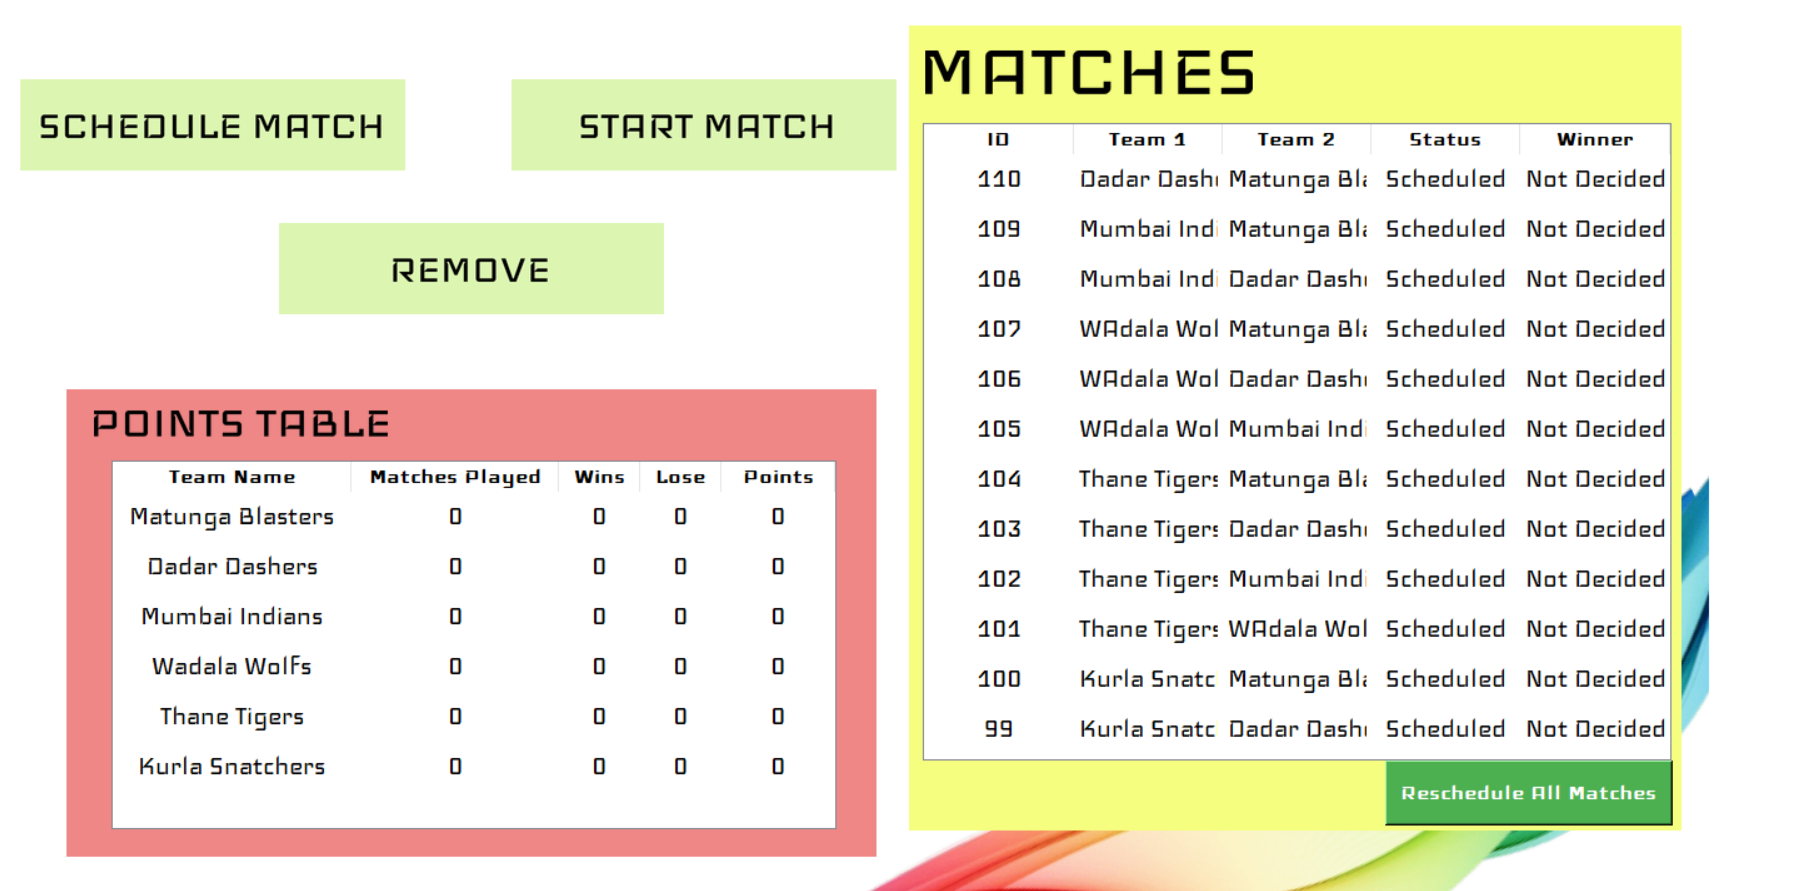 SCHEDULE MATCH
START MATCH
REMOVE
POINTS TABLE
Team Name Matches Played Wins Lose Points
Matunga Blasters 0 0 0 0
Dadar Dashers 0 0 0 0
Mumbai Indians 0 0 0 0
Wadala Wolfs 0 0 0 0
Thane Tigers 0 0 0 0
Kurla Snatchers 0 0 0 0
MATCHES
ID Team 1 Team 2 Status Winner
110 Dadar Dash Matunga Bl Scheduled Not Decided
109 Mumbai Ind Matunga Bl Scheduled Not Decided
108 Mumbai Ind Dadar Dash Scheduled Not Decided
107 WAdala Wol Matunga Bl Scheduled Not Decided
106 WAdala Wol Dadar Dash Scheduled Not Decided
105 WAdala Wol Mumbai Ind Scheduled Not Decided
104 Thane Tigers Matunga Bl Scheduled Not Decided
103 Thane Tigers Dadar Dash Scheduled Not Decided
102 Thane Tigers Mumbai Ind Scheduled Not Decided
101 Thane Tigers WAdala Wol Scheduled Not Decided
100 Kurla Snatc Matunga Bl Scheduled Not Decided
99 Kurla Snatc Dadar Dash Scheduled Not Decided
Reschedule All Matches